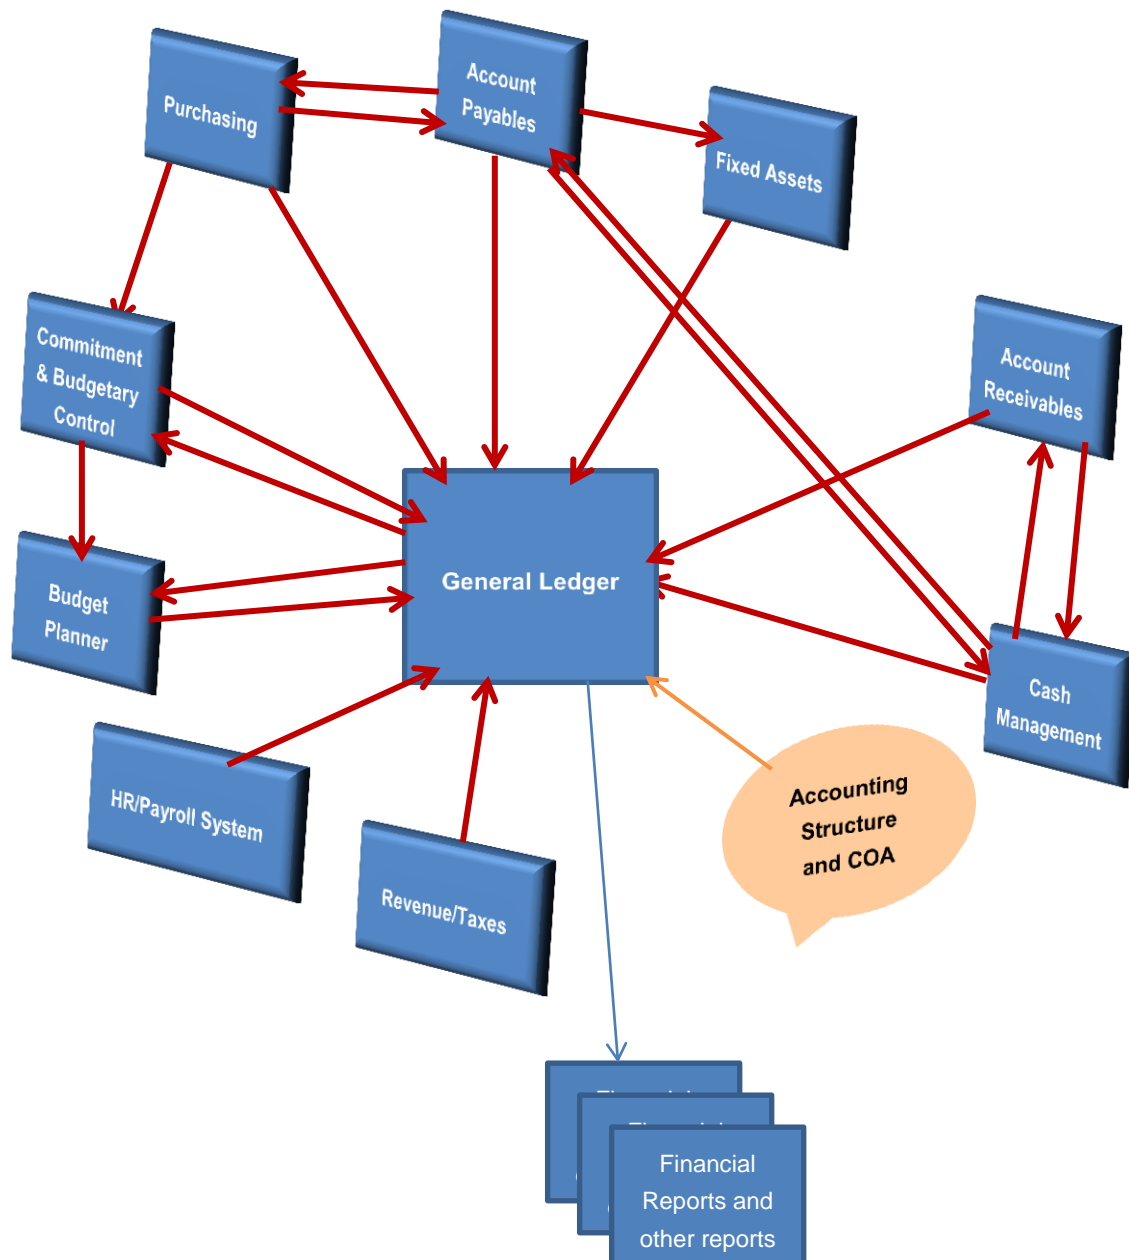 Purchasing
Account
Payables
Fixed Assets
Commitment
& Budgetary
Control
Account
Receivables
General Ledger
Budget
Planner
Cash
Management
HR/Payroll System
Accounting
Structure
and COA
Revenue/Taxes
Financial
Reports and
other reports